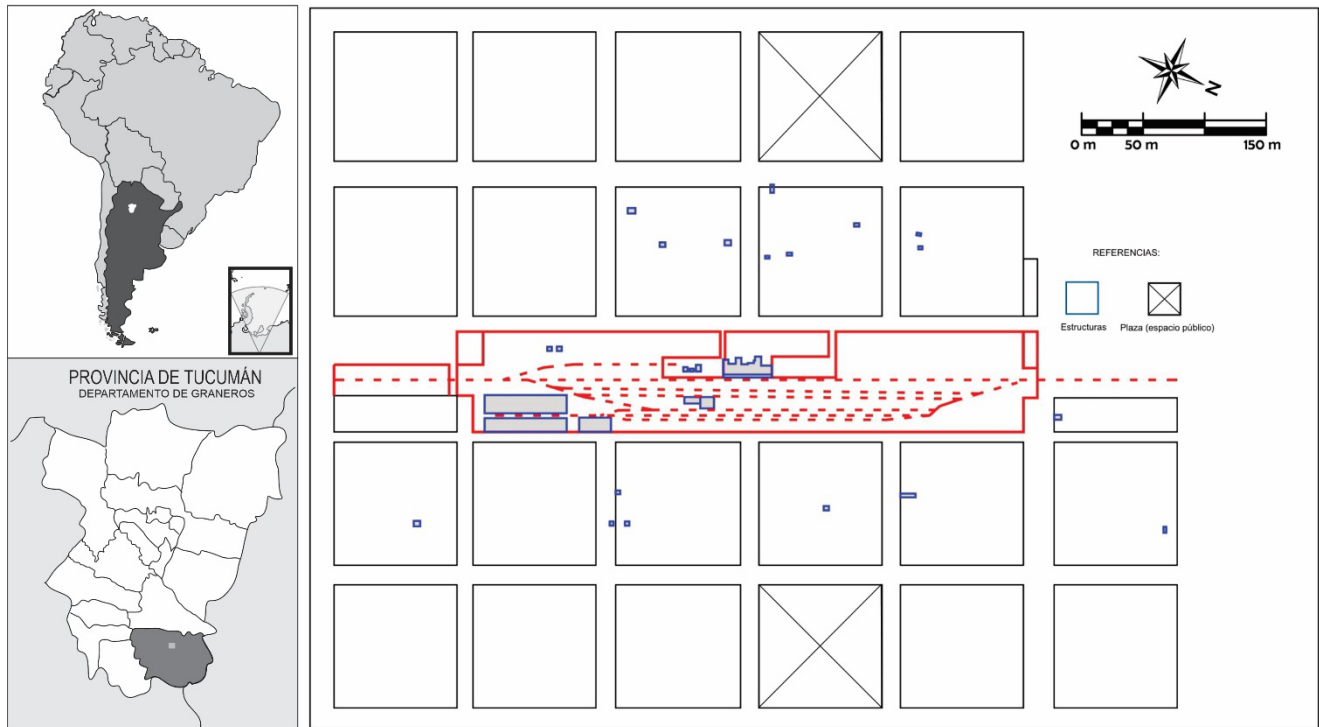 PROVINCIA DE TUCUMÁN
DEPARTAMENTO DE GRANEROS
N
0 m 50 m 150 m
REFERENCIAS:
Estructuras Plaza (espacio público)